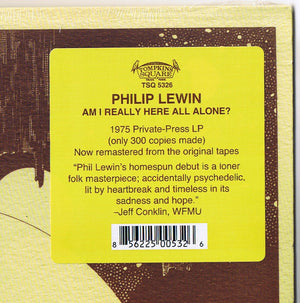 TOMPKINS
SQUARE
TSQ 5326
PHILIP LEWIN
AM I REALLY HERE ALL ALONE?
1975 Private-Press LP
(only 300 copies made)
Now remastered from the original tapes
“Phil Lewin's homespun debut is a loner
folk masterpiece; accidentally psychedelic.
lit by heartbreak and timeless in its
sadness and hope.”
–Jeff Conklin, WFMU
8 56225 00532 6